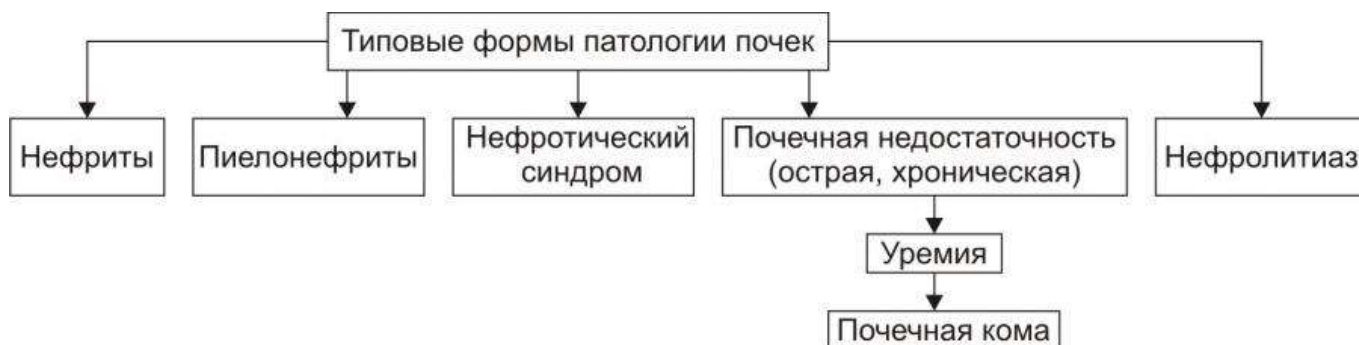 Типовые формы патологии почек
Нефриты
Пиелонефриты
Нефротический
синдром
Почечная недостаточность
(острая, хроническая)
Нефролитиаз
Уремия
Почечная кома